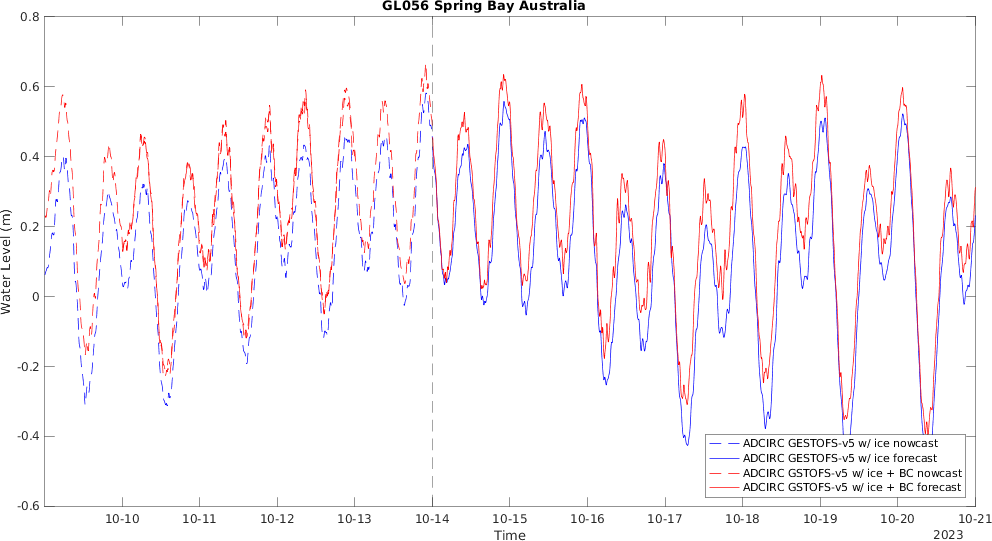 GL056 Spring Bay Australia
0.8
0.6
0.4
0.2
0
-0.2
-0.4
-0.6
Water Level (m)
ADCIRC GESTOFS-v5 w/ ice nowcast
ADCIRC GESTOFS-v5 w/ ice forecast
ADCIRC GSTOFS-v5 w/ ice + BC nowcast
ADCIRC GSTOFS-v5 w/ ice + BC forecast
10-10 10-11 10-12 10-13 10-14 10-15 10-16 10-17 10-18 10-19 10-20 10-21
Time
2023